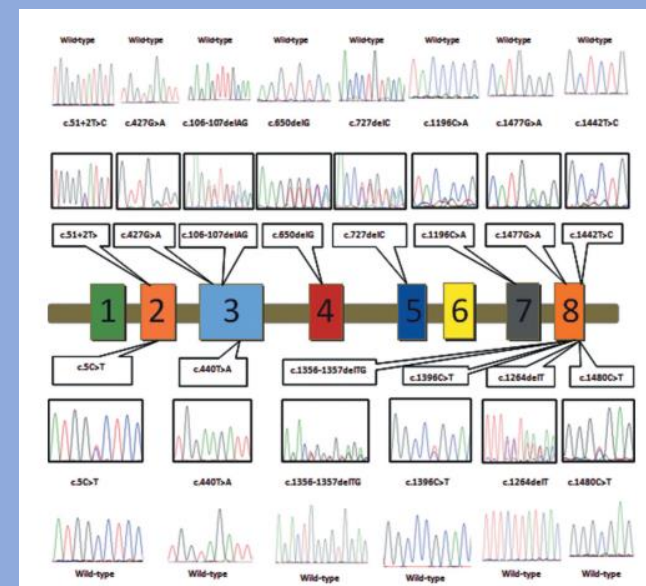 Wild-type Wild-type Wild-type Wild-type Wild-type Wild-type Wild-type Wild-type
c.51+2T>C c.427G>A c.106-107delAG c.650delG c.727delC c.1196C>A c.1477G>A c.1442T>C
c.51+2T> c.427G>A c.106-107delAG c.650delG c.727delC c.1196C>A c.1477G>A c.1442T>C
1 2 3 4 5 6 7 8
c.5C>T c.440T>A c.1356-1357delTG c.1396C>T c.1264delT c.1480C>T
c.5C>T c.440T>A c.1356-1357delTG c.1396C>T c.1264delT c.1480C>T
Wild-type Wild-type Wild-type Wild-type Wild-type Wild-type